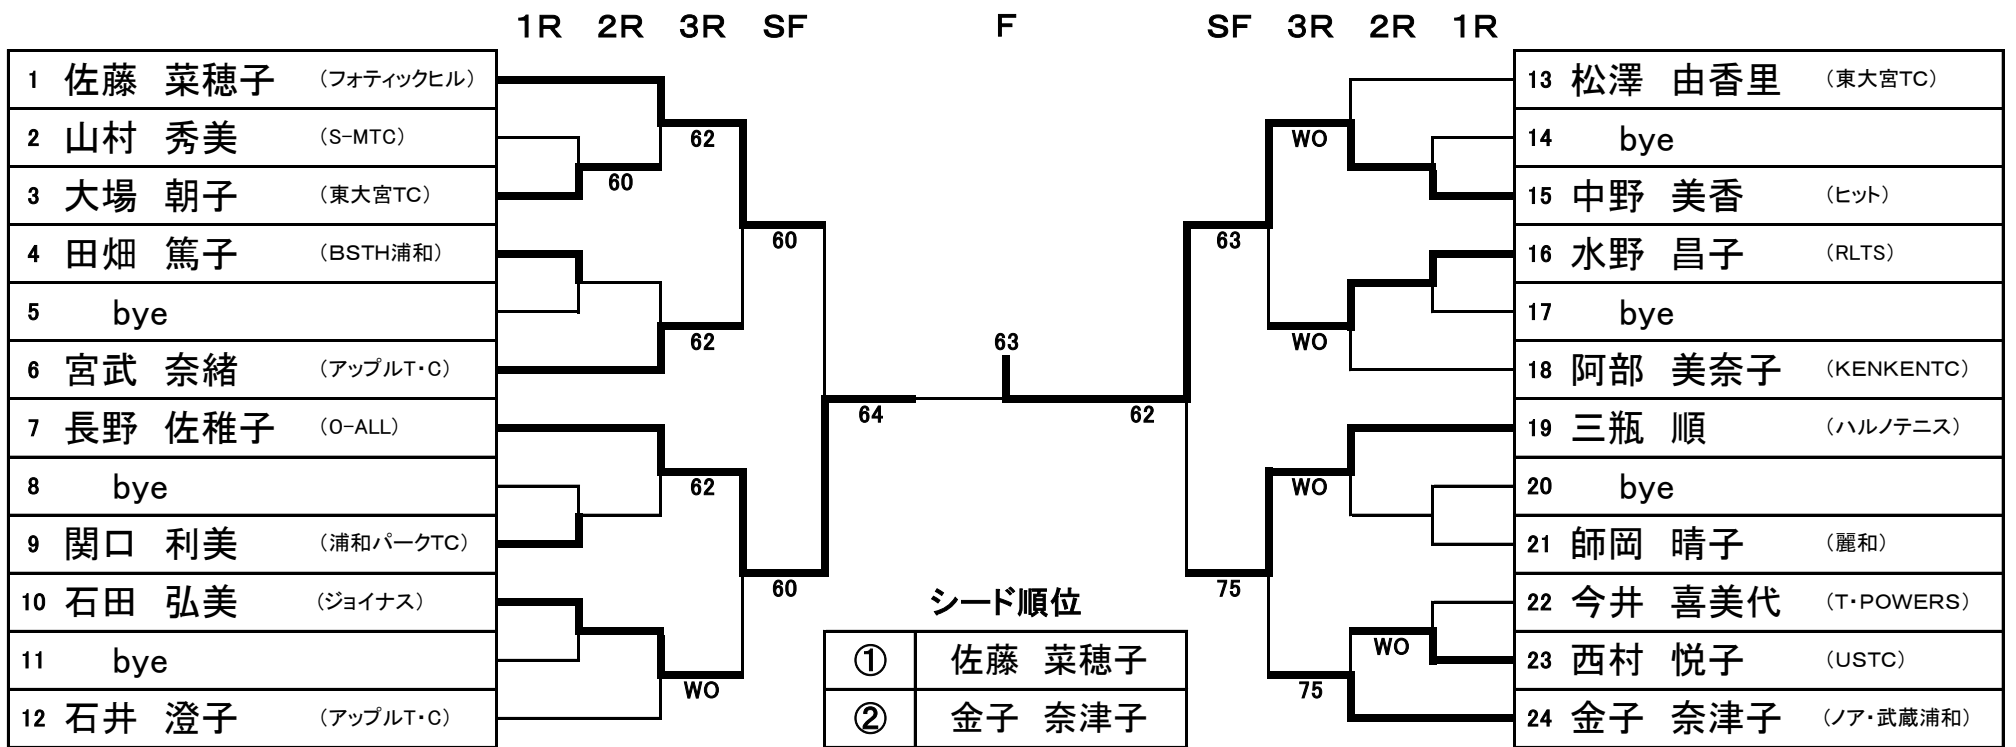 1R 2R 3R SF F SF 3R 2R 1R
1 佐藤 菜穂子 (フォティックヒル)
2 山村 秀美 (S-MTC)
3 大場 朝子 (東大宮TC)
4 田畑 篤子 (BSTH浦和)
5 bye
6 宮武 奈緒 (アップルT・C)
7 長野 佐稚子 (O-ALL)
8 bye
9 関口 利美 (浦和パークTC)
10 石田 弘美 (ジョイナス)
11 bye
12 石井 澄子 (アップルT・C)
60
62
62
62
WO
60
60
64
63
62
63
75
WO
WO
WO
75
WO
13 松澤 由香里 (東大宮TC)
14 bye
15 中野 美香 (ヒット)
16 水野 昌子 (RLTS)
17 bye
18 阿部 美奈子 (KENKENTC)
19 三瓶 順 (ハルノテニス)
20 bye
21 師岡 晴子 (麗和)
22 今井 喜美代 (T・POWERS)
23 西村 悦子 (USTC)
24 金子 奈津子 (ノア・武蔵浦和)
シード順位
① 佐藤 菜穂子
② 金子 奈津子